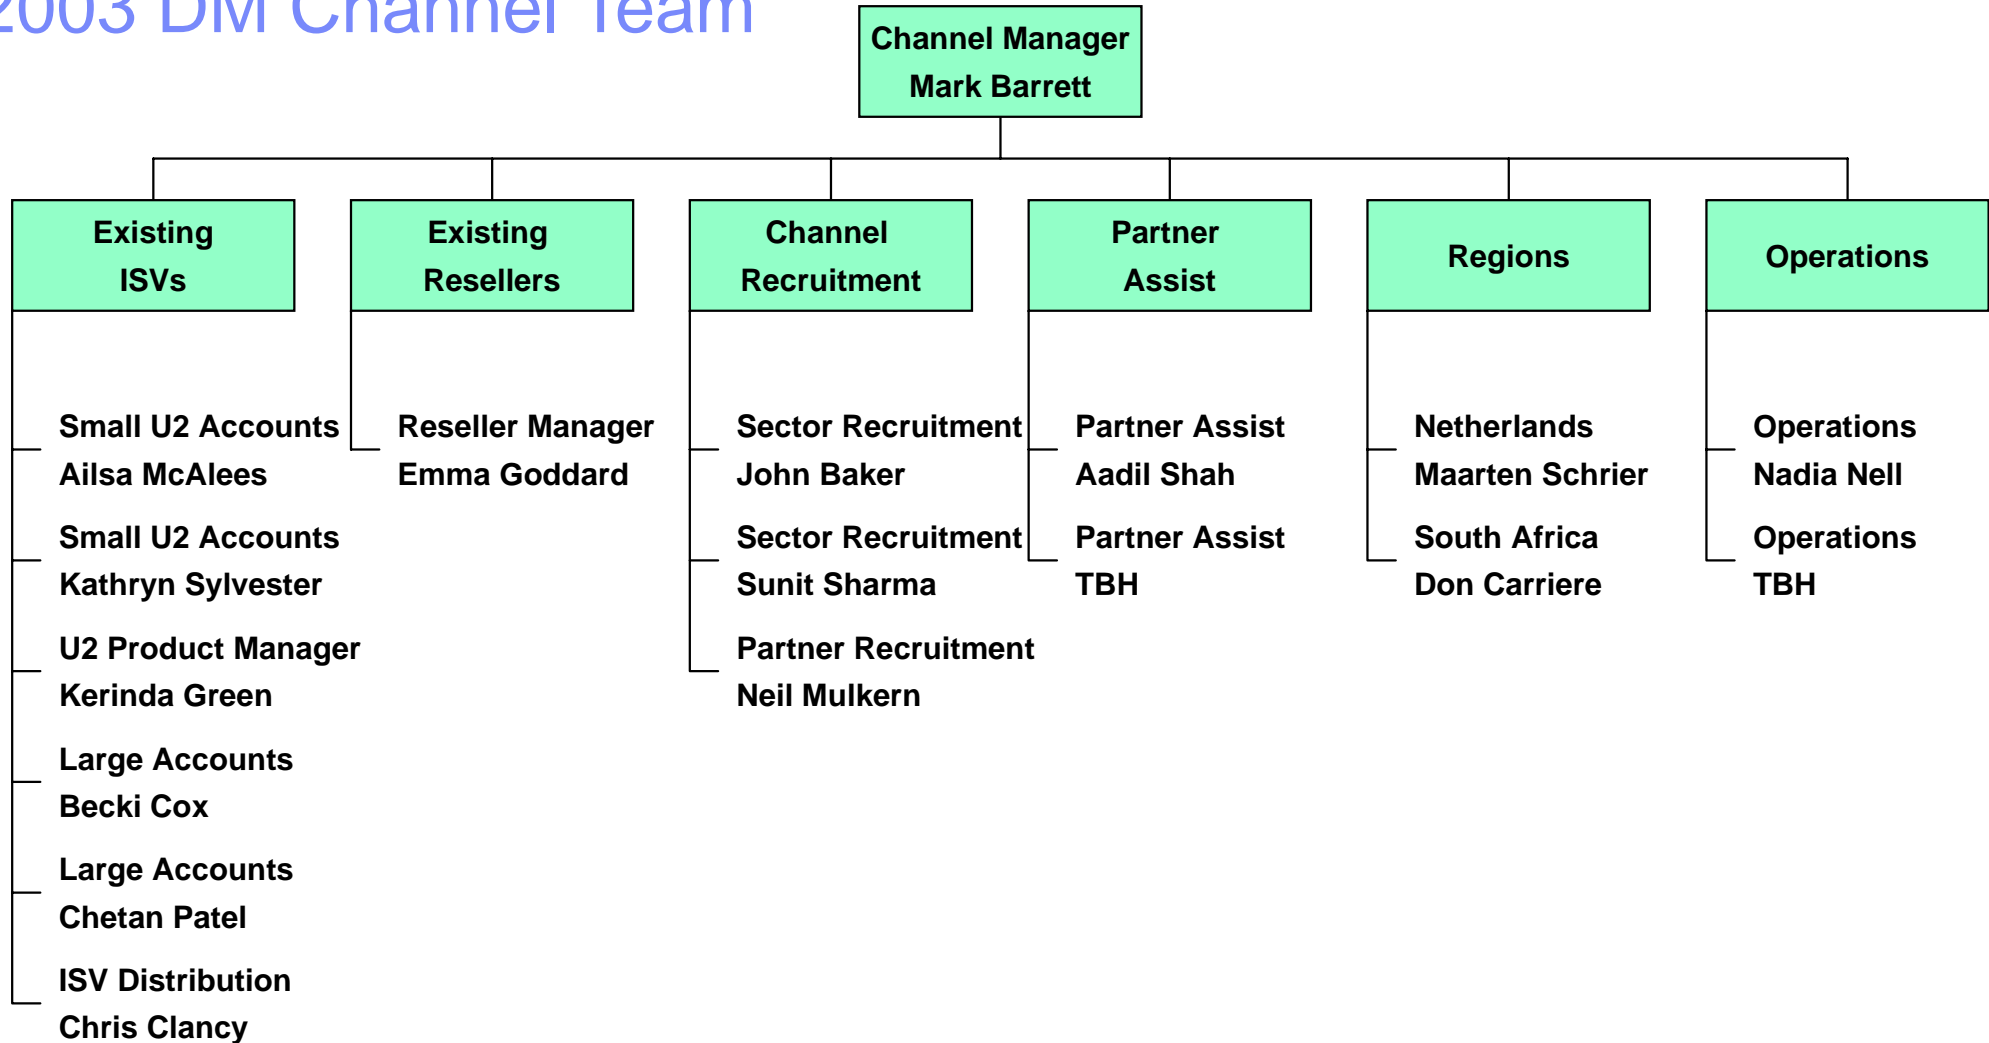 2003 DM Channel Team
Channel Manager
Mark Barrett
Existing
ISVs
Existing
Resellers
Channel
Recruitment
Partner
Assist
Regions
Operations
Small U2 Accounts
Ailsa McAlees
Kathryn Sylvester
Small U2 Accounts
U2 Product Manager
Kerinda Green
Large Accounts
Becki Cox
Large Accounts
Chetan Patel
ISV Distribution
Chris Clancy
Reseller Manager
Emma Goddard
Sector Recruitment
John Baker
Sector Recruitment
Sunit Sharma
Partner Recruitment
Neil Mulkern
Partner Assist
Aadil Shah
Partner Assist
TBH
Netherlands
Maarten Schrier
South Africa
Don Carriere
Operations
Nadia Nell
Operations
TBH